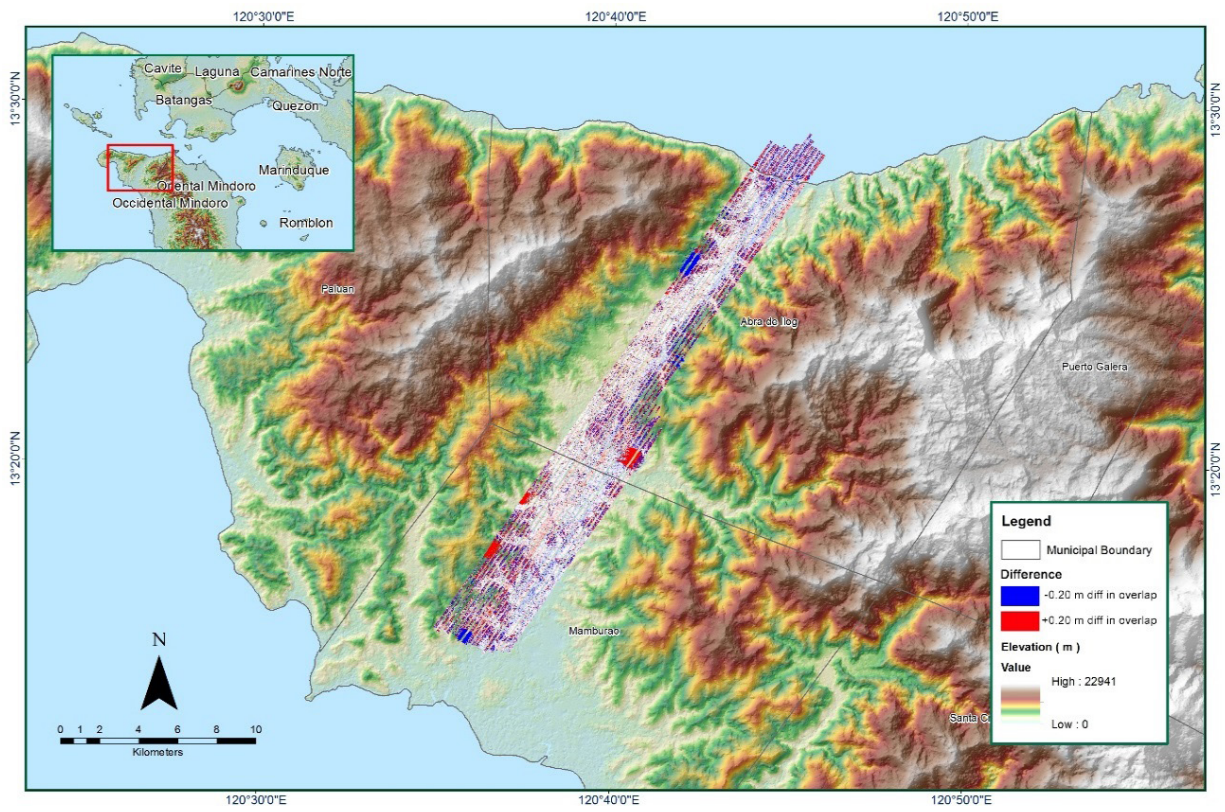 120°30'0"E 120°40'0"E 120°50'0"E
13°30'0"N 13°30'0"N
Cavite Laguna Camarines Norte
Batangas Quezon
Marinduque
Oriental Mindoro
Occidental Mindoro
Romblon
Paluan
Abra de Ilog
Puerto Galera
13°20'0"N 13°20'0"N
Mamburao
Legend
Municipal Boundary
Difference
-0.20 m diff in overlap
+0.20 m diff in overlap
Elevation ( m )
Value
High : 22941
Low : 0
Santa
N
0 1 2 4 6 8 10
Kilometers
120°30'0"E 120°40'0"E 120°50'0"E